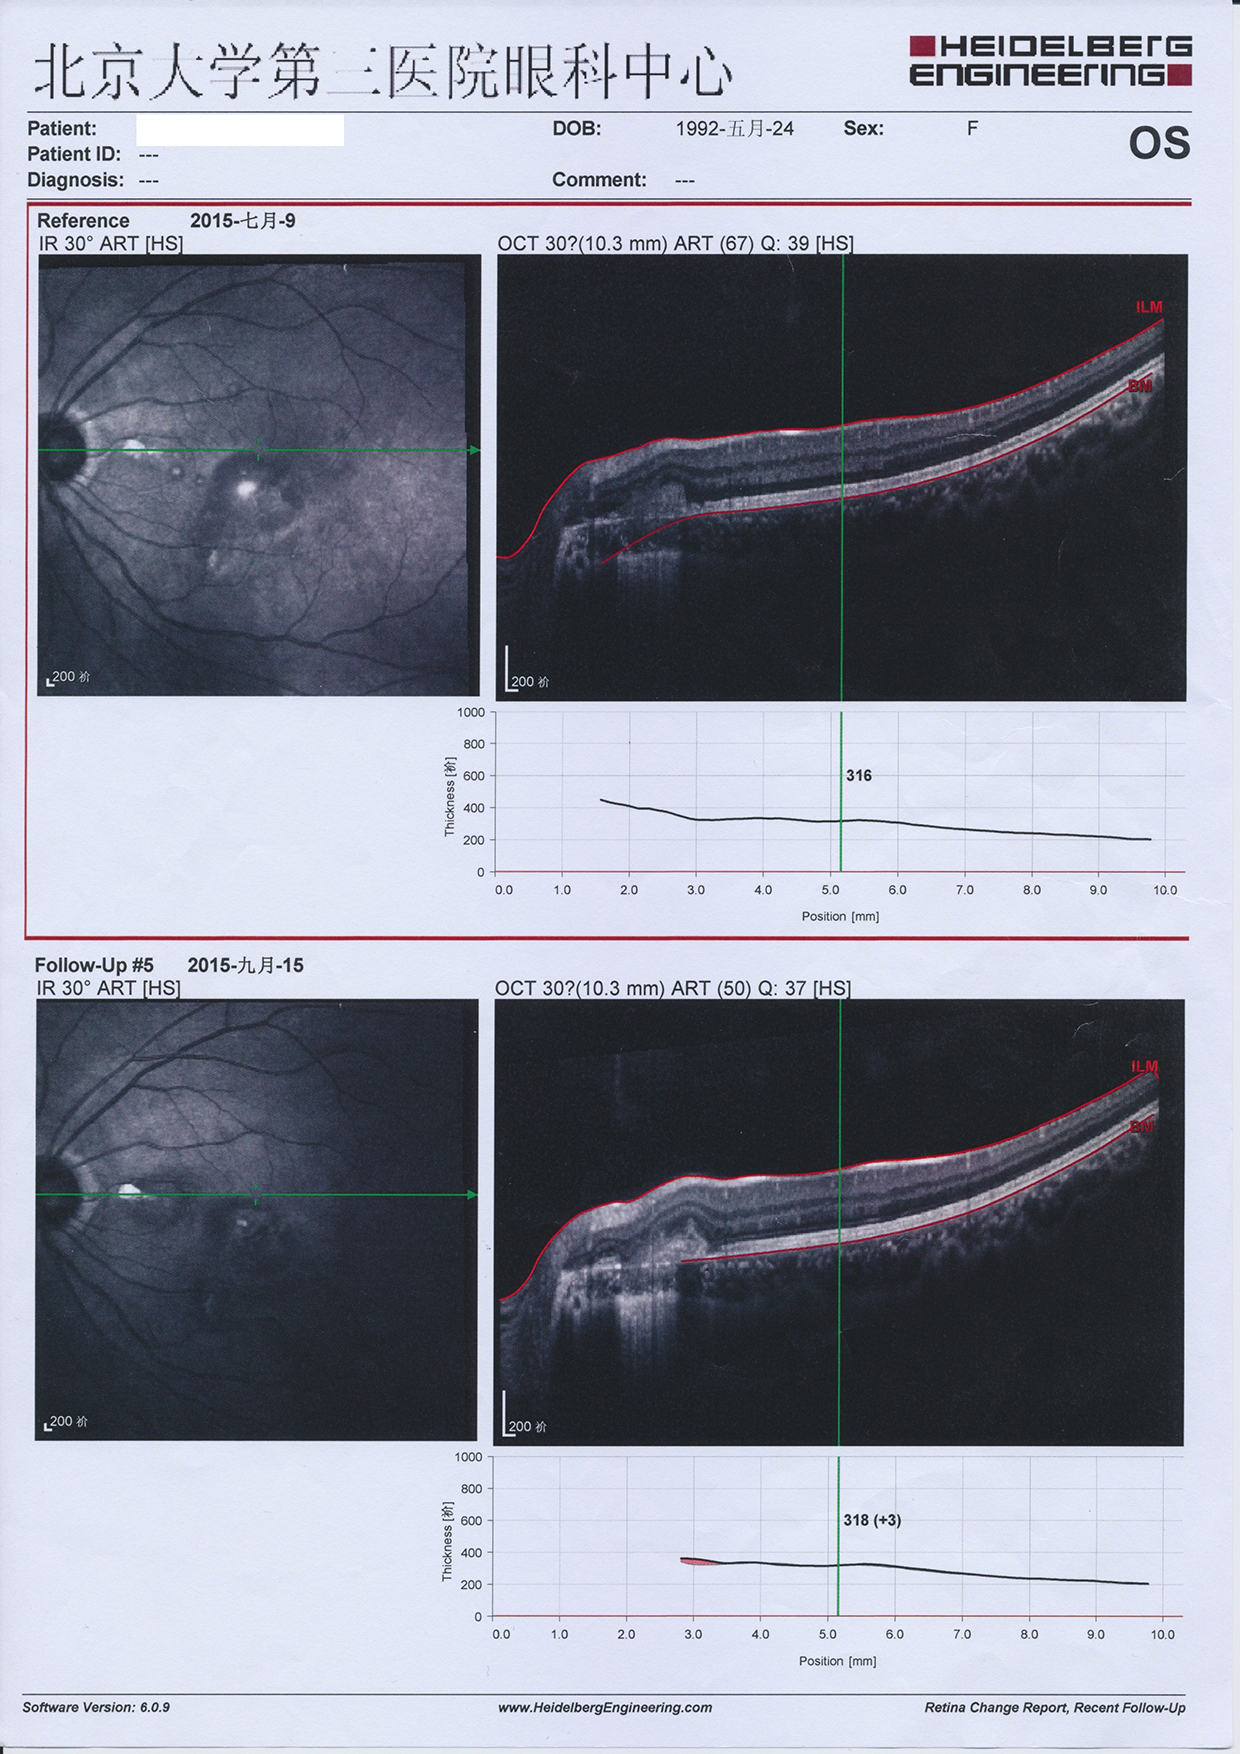 北京大学第三医院眼科中心
HEIDELBERG
ENGINEERING
Patient:
DOB: 1992-五月-24 Sex: F
OS
Patient ID: ---
Diagnosis: ---
Comment: ---
Reference 2015-七月-9
IR 30° ART [HS]
OCT 30?(10.3 mm) ART (67) Q: 39 [HS]
ILM
BM
200 祄
200 祄
Thickness [祄]
1000
800
600
400
200
0
316
0.0 1.0 2.0 3.0 4.0 5.0 6.0 7.0 8.0 9.0 10.0
Position [mm]
Follow-Up #5 2015-九月-15
IR 30° ART [HS]
OCT 30?(10.3 mm) ART (50) Q: 37 [HS]
ILM
BM
200 祄
200 祄
Thickness [祄]
1000
800
600
400
200
0
318 (+3)
0.0 1.0 2.0 3.0 4.0 5.0 6.0 7.0 8.0 9.0 10.0
Position [mm]
Software Version: 6.0.9
www.HeidelbergEngineering.com
Retina Change Report, Recent Follow-Up